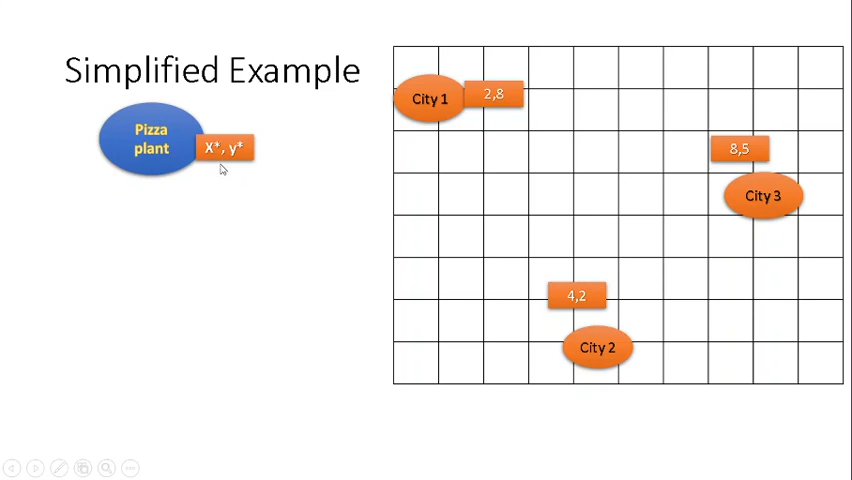 Simplified Example
Pizza
plant
X*, y*
City 1
2,8
8,5
City 3
4,2
City 2